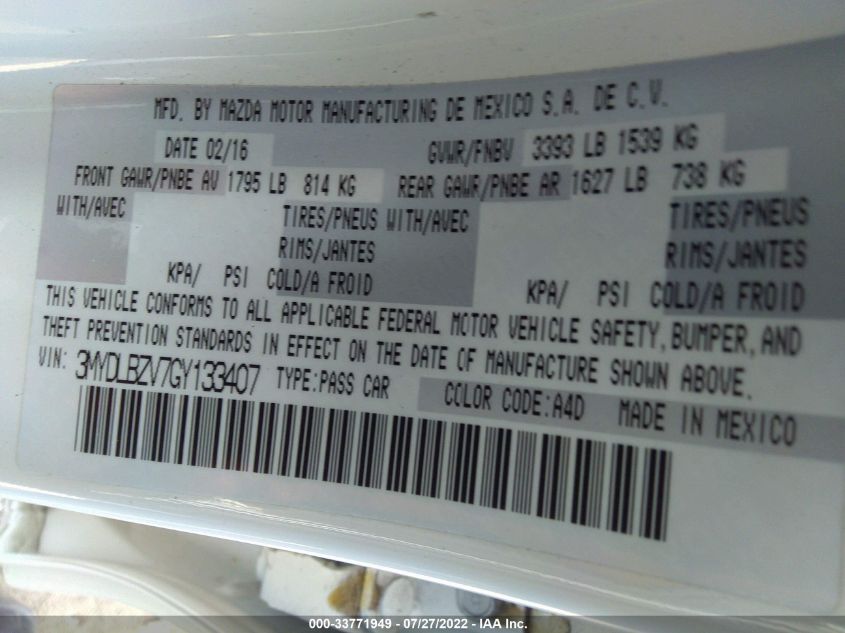 MFD. BY MAZDA MOTOR MANUFACTURING DE MEXICO S.A. DE C.V.
DATE 02/16 GVWR/PNBV 3393 LB 1539 KG
FRONT GAWR/PNBE AV 1795 LB 814 KG REAR GAWR/PNBE AR 1627 LB 738 KG
WITH/AVEC TIRES/PNEUS WITH/AVEC TIRES/PNEUS
RIMS/JANTES RIMS/JANTES
KPA/ PSI COLD/A FROID KPA/ PSI COLD/A FROID
THIS VEHICLE CONFORMS TO ALL APPLICABLE FEDERAL MOTOR VEHICLE SAFETY, BUMPER, AND
THEFT PREVENTION STANDARDS IN EFFECT ON THE DATE OF MANUFACTURE SHOWN ABOVE.
VIN: 3MYDLBZV7GY133407 TYPE:PASS CAR COLOR CODE:A4D MADE IN MEXICO
000-33771949 / 07/27/2022 - IAA Inc.